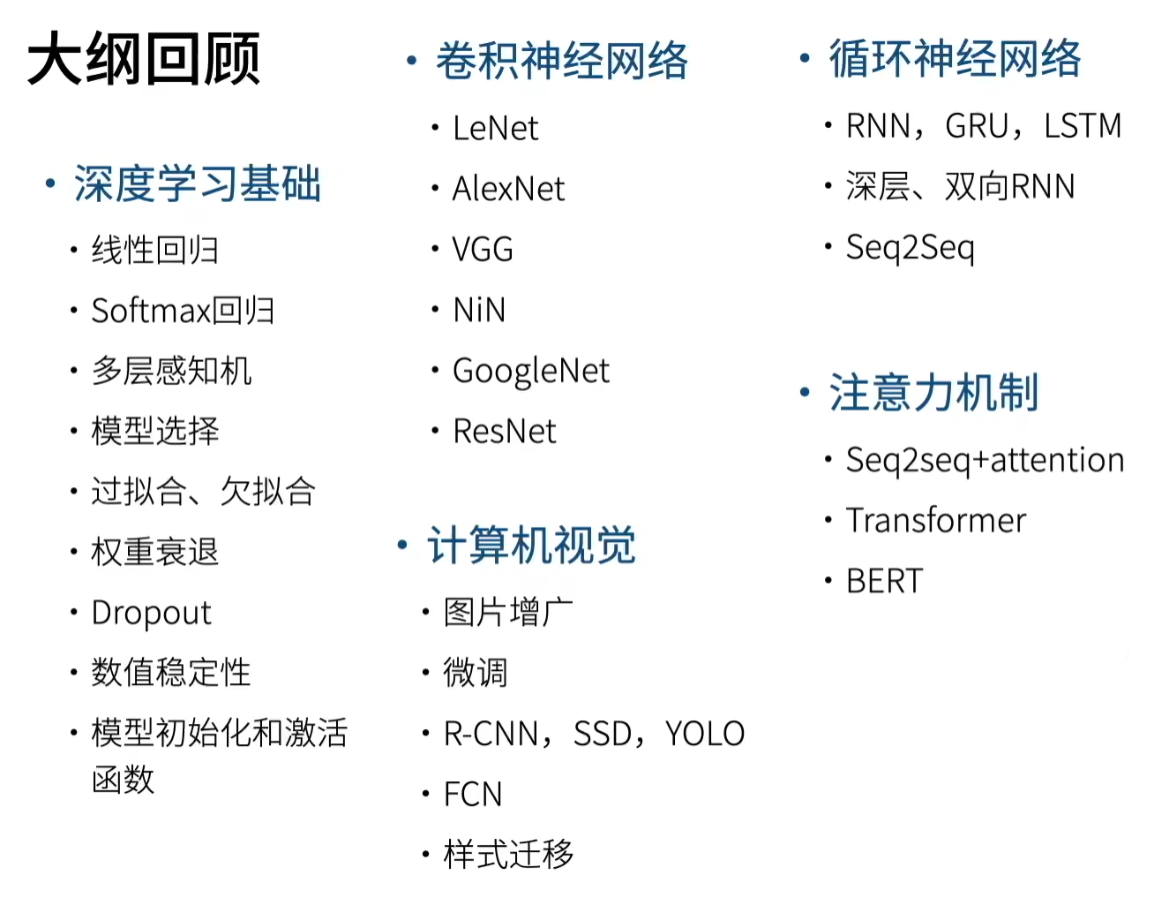 大纲回顾
• 深度学习基础
• 线性回归
• Softmax回归
• 多层感知机
• 模型选择
• 过拟合、欠拟合
• 权重衰退
• Dropout
• 数值稳定性
• 模型初始化和激活
函数
• 卷积神经网络
• LeNet
• AlexNet
• VGG
• NiN
• GoogleNet
• ResNet
• 计算机视觉
• 图片增广
• 微调
• R-CNN，SSD，YOLO
• FCN
• 样式迁移
• 循环神经网络
• RNN，GRU，LSTM
• 深层、双向RNN
• Seq2Seq
• 注意力机制
• Seq2seq+attention
• Transformer
• BERT